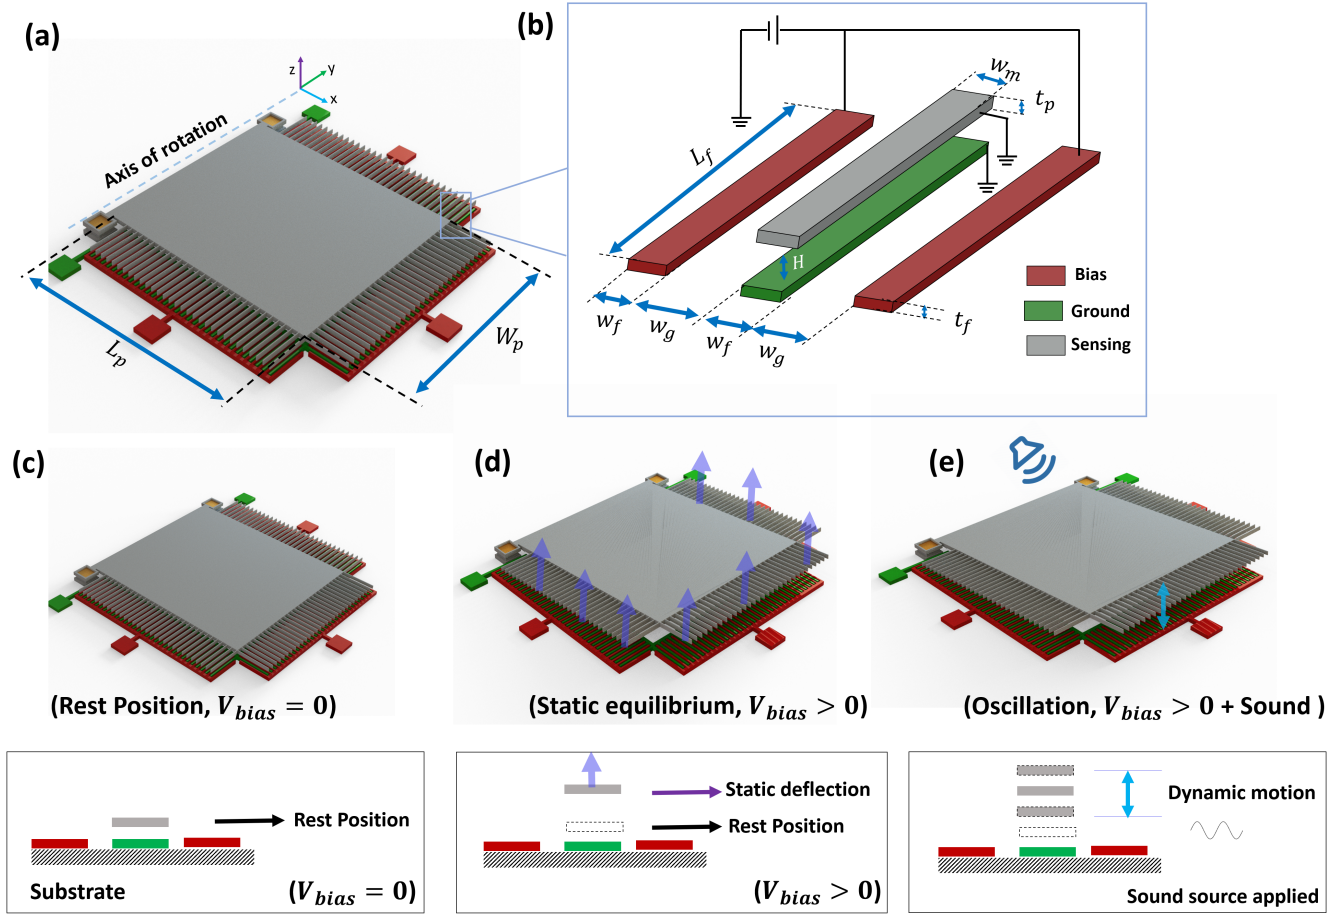 (a)
z
y
x
Axis of rotation
L_p
W_p
(b)
w_m
t_p
L_f
H
w_f
w_g
w_f
w_g
t_f
Bias
Ground
Sensing
(c)
(Rest Position, V_bias = 0)
(d)
(Static equilibrium, V_bias > 0)
(e)
(Oscillation, V_bias > 0 + Sound )
Rest Position
Substrate
(V_bias = 0)
Static deflection
Rest Position
(V_bias > 0)
Dynamic motion
Sound source applied